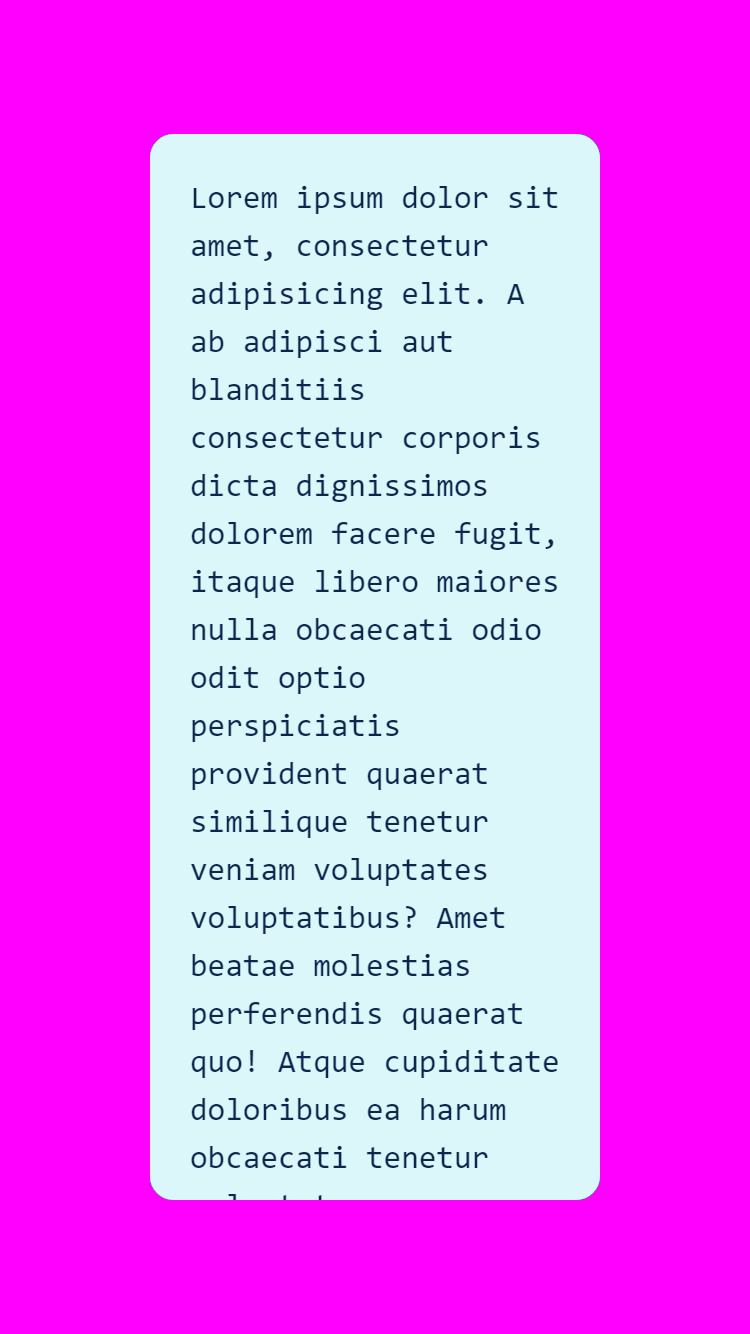 Lorem ipsum dolor sit
amet, consectetur
adipisicing elit. A
ab adipisci aut
blanditiis
consectetur corporis
dicta dignissimos
dolorem facere fugit,
itaque libero maiores
nulla obcaecati odio
odit optio
perspiciatis
provident quaerat
similique tenetur
veniam voluptates
voluptatibus? Amet
beatae molestias
perferendis quaerat
quo! Atque cupiditate
doloribus ea harum
obcaecati tenetur